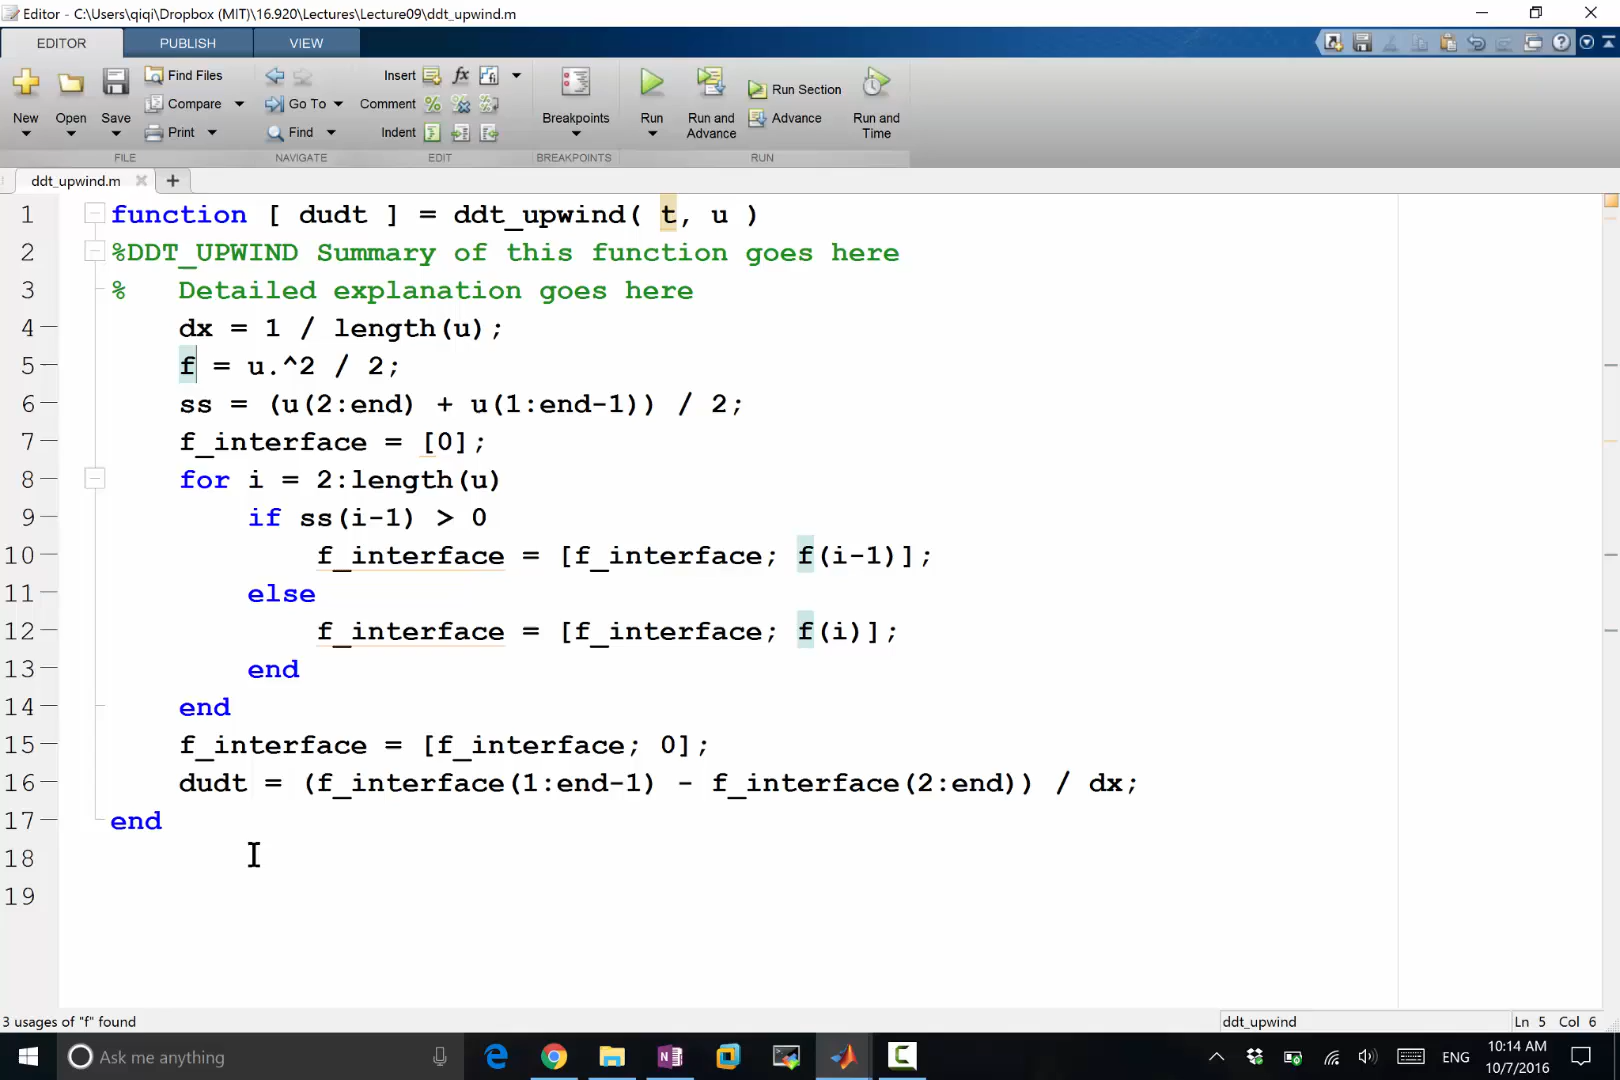 Editor - C:\Users\qiqi\Dropbox (MIT)\16.920\Lectures\Lecture09\ddt_upwind.m
EDITOR PUBLISH VIEW
New
Open
Save
Find Files
Compare
Print
FILE
Go To
Find
NAVIGATE
Insert fx
Comment
Indent
EDIT
Breakpoints
BREAKPOINTS
Run
Run and Advance
Run Section
Advance
Run and Time
RUN
ddt_upwind.m
1 function [ dudt ] = ddt_upwind( t, u )
2 %DDT_UPWIND Summary of this function goes here
3 % Detailed explanation goes here
4 dx = 1 / length(u);
5 f = u.^2 / 2;
6 ss = (u(2:end) + u(1:end-1)) / 2;
7 f_interface = [0];
8 for i = 2:length(u)
9 if ss(i-1) > 0
10 f_interface = [f_interface; f(i-1)];
11 else
12 f_interface = [f_interface; f(i)];
13 end
14 end
15 f_interface = [f_interface; 0];
16 dudt = (f_interface(1:end-1) - f_interface(2:end)) / dx;
17 end
18
19
3 usages of "f" found
ddt_upwind
Ln 5 Col 6
Ask me anything
ENG
10:14 AM
10/7/2016